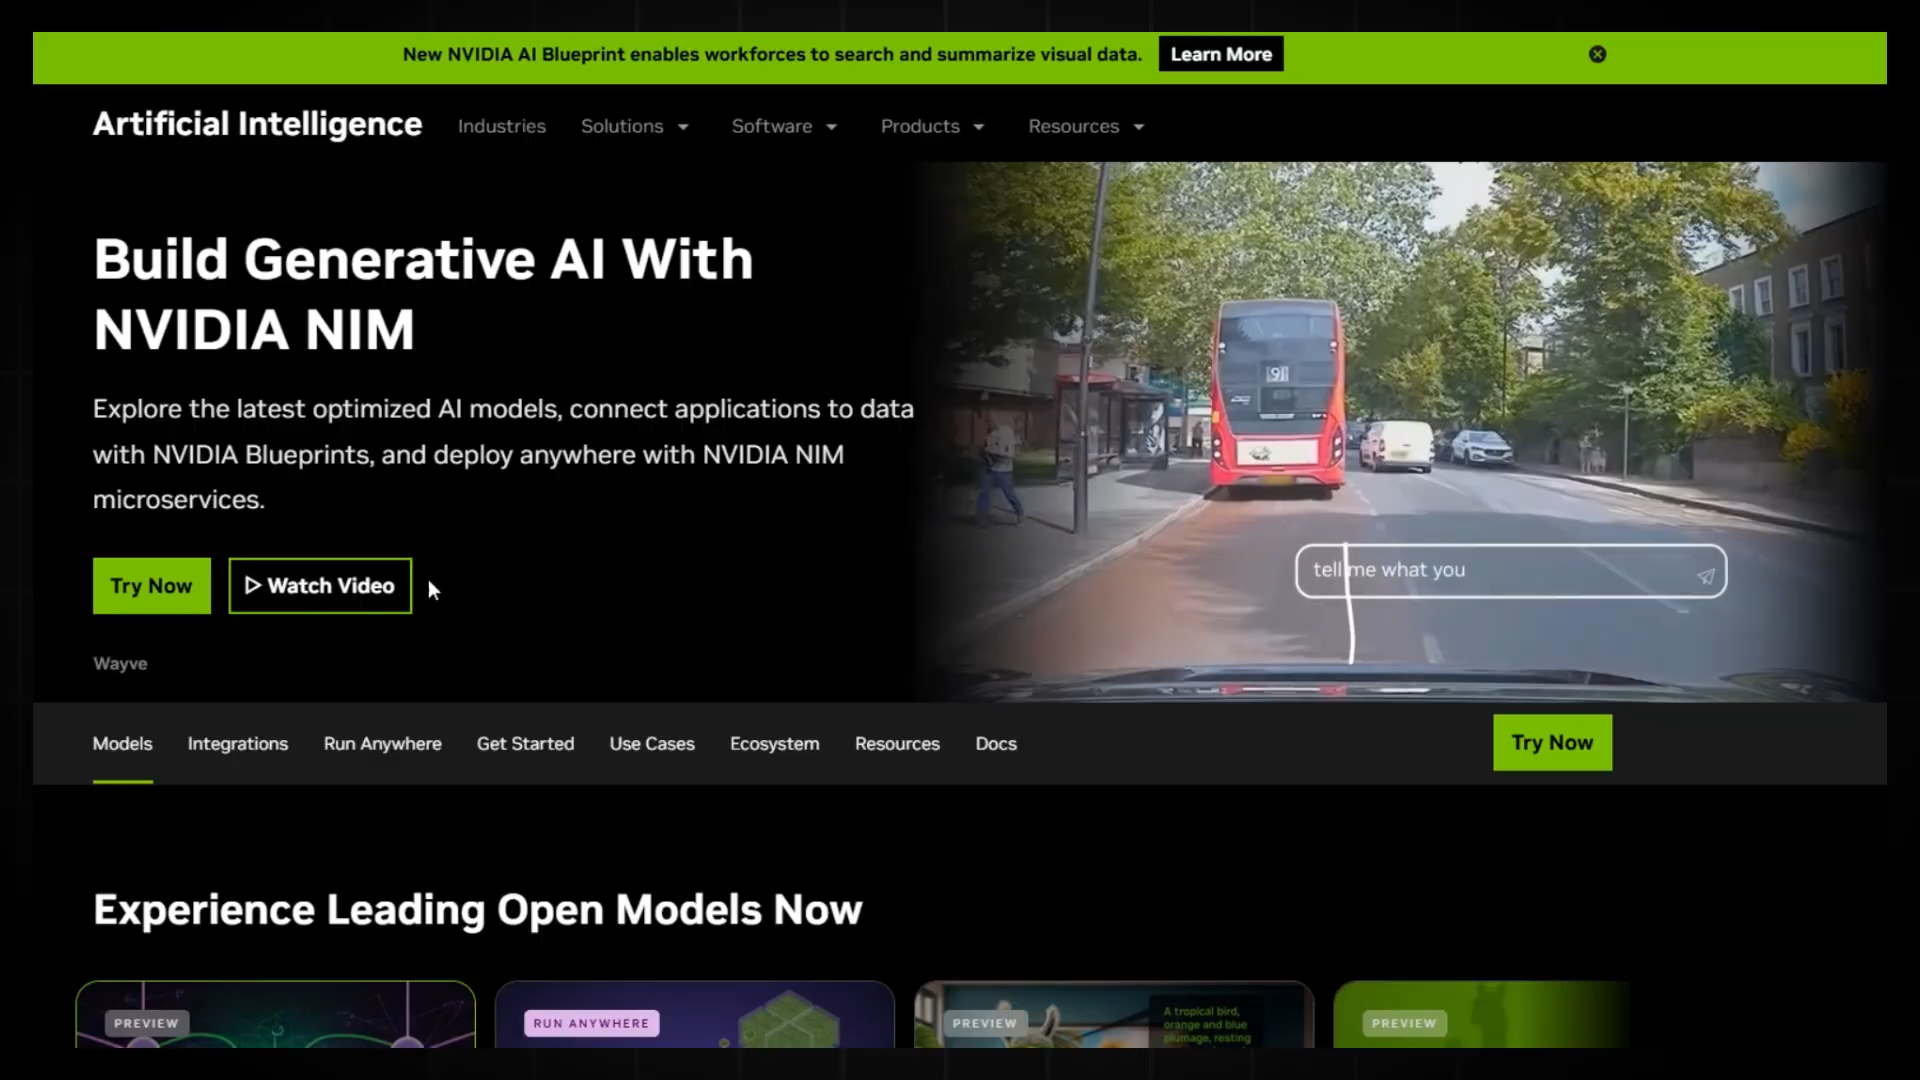 New NVIDIA AI Blueprint enables workforces to search and summarize visual data. Learn More
Artificial Intelligence Industries Solutions Software Products Resources
Build Generative AI With
NVIDIA NIM
Explore the latest optimized AI models, connect applications to data
with NVIDIA Blueprints, and deploy anywhere with NVIDIA NIM
microservices.
Try Now Watch Video
Wayve
91
tell me what you
Models Integrations Run Anywhere Get Started Use Cases Ecosystem Resources Docs Try Now
Experience Leading Open Models Now
PREVIEW
RUN ANYWHERE
PREVIEW
A tropical bird,
orange and blue
plumage, resting
PREVIEW